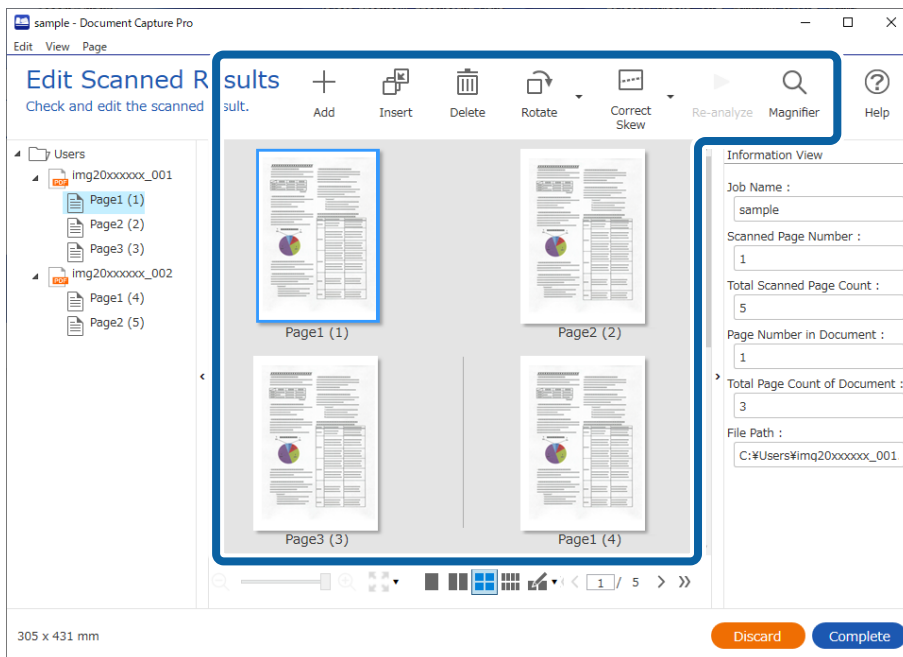 sample - Document Capture Pro
Edit View Page
Edit Scanned Results
Check and edit the scanned sult.
Add
Insert
Delete
Rotate
Correct
Skew
Re-analyze
Magnifier
Help
Users
img20xxxxxx_001
PDF
Page1 (1)
Page2 (2)
Page3 (3)
img20xxxxxx_002
PDF
Page1 (4)
Page2 (5)
Page1 (1)
Page2 (2)
Page3 (3)
Page1 (4)
Information View
Job Name :
sample
Scanned Page Number :
1
Total Scanned Page Count :
5
Page Number in Document :
1
Total Page Count of Document :
3
File Path :
C:¥Users¥img20xxxxxx_001.
1 / 5
305 x 431 mm
Discard
Complete